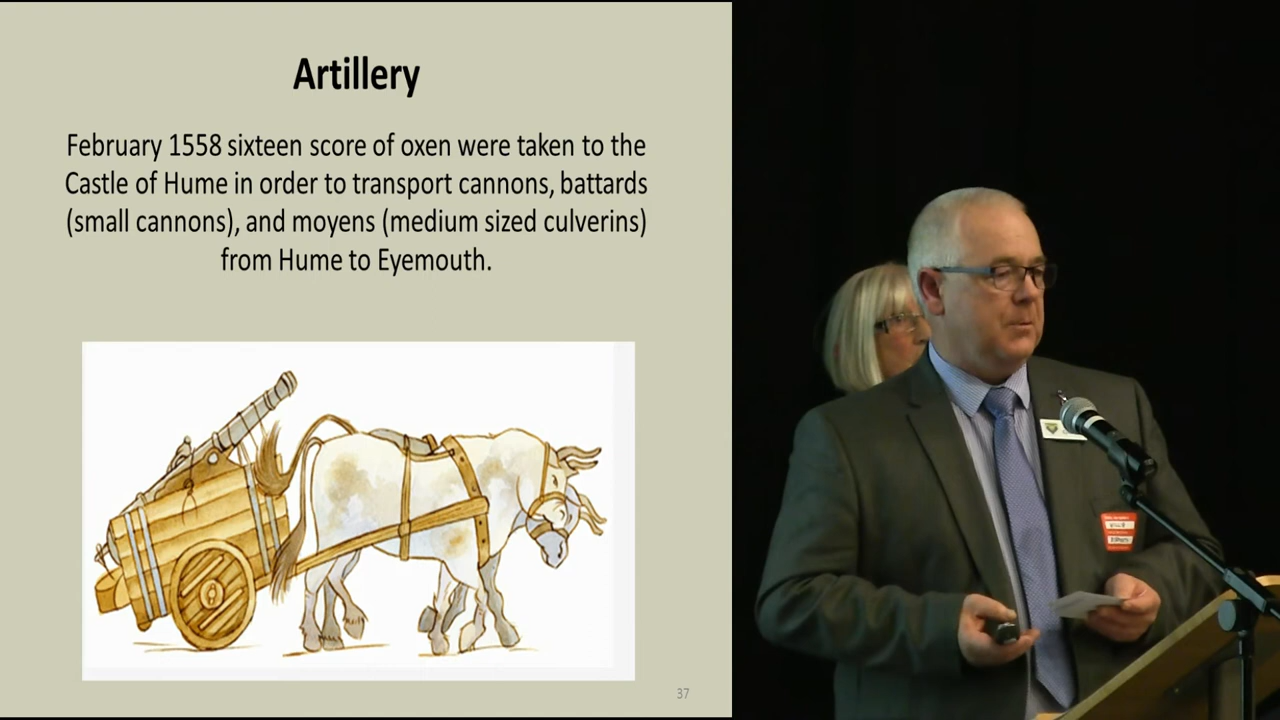 Artillery
February 1558 sixteen score of oxen were taken to the
Castle of Hume in order to transport cannons, battards
(small cannons), and moyens (medium sized culverins)
from Hume to Eyemouth.
37